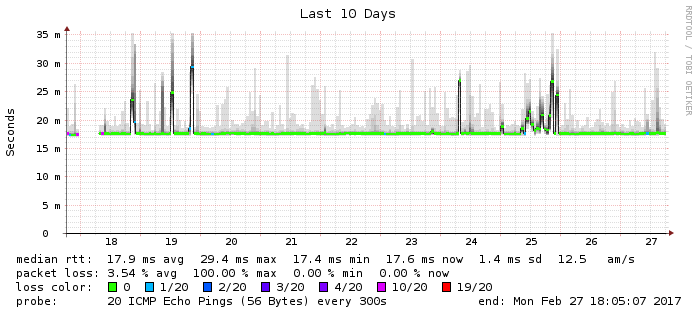 Last 10 Days
RRDTOOL / TOBI OETIKER
Seconds
35 m
30 m
25 m
20 m
15 m
10 m
5 m
0
18 19 20 21 22 23 24 25 26 27
median rtt: 17.9 ms avg 29.4 ms max 17.4 ms min 17.6 ms now 1.4 ms sd 12.5 am/s
packet loss: 3.54 % avg 100.00 % max 0.00 % min 0.00 % now
loss color: 0 1/20 2/20 3/20 4/20 10/20 19/20
probe: 20 ICMP Echo Pings (56 Bytes) every 300s end: Mon Feb 27 18:05:07 2017